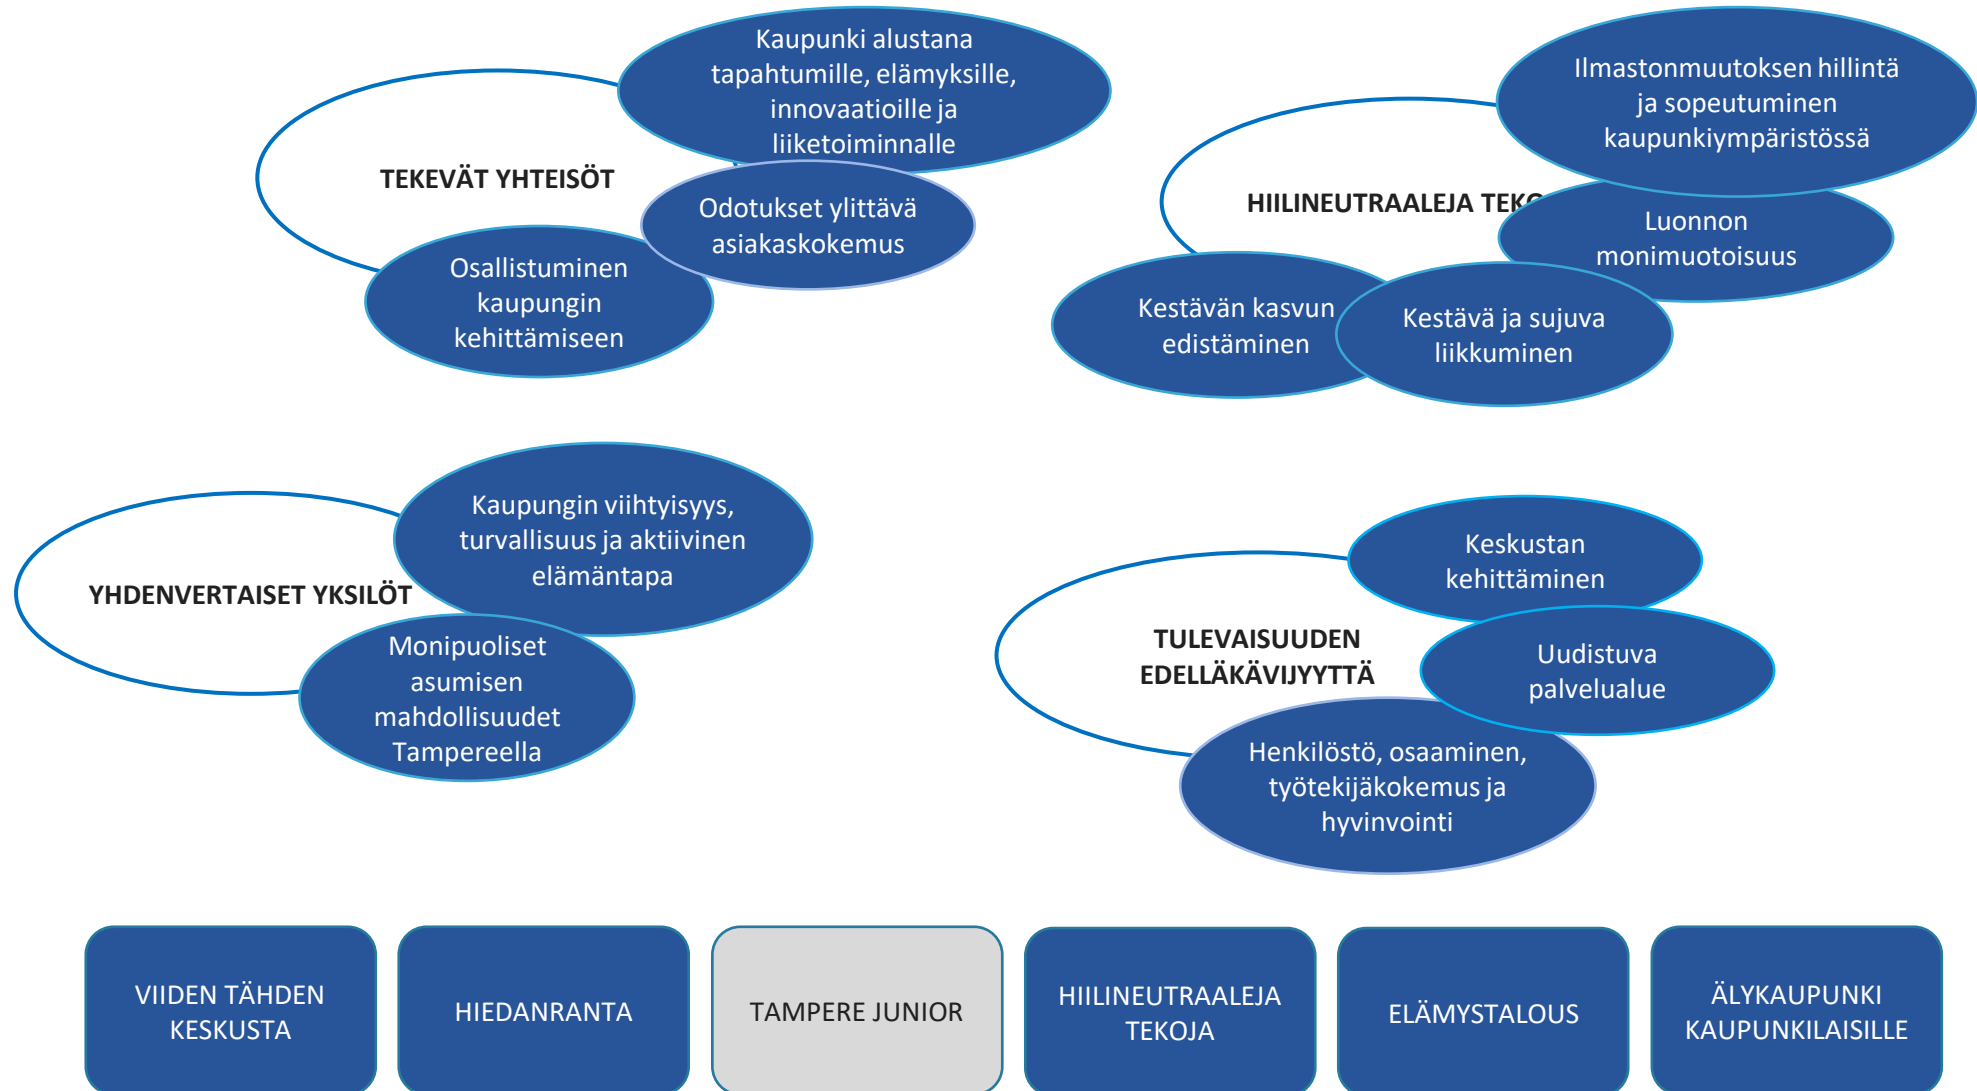 TEKEVÄT YHTEISÖT
Kaupunki alustana
tapahtumille, elämyksille,
innovaatioille ja
liiketoiminnalle
Odotukset ylittävä
asiakaskokemus
Osallistuminen
kaupungin
kehittämiseen
HIILINEUTRAALEJA TEKO
Ilmastonmuutoksen hillintä
ja sopeutuminen
kaupunkiympäristössä
Luonnon
monimuotoisuus
Kestävä ja sujuva
liikkuminen
Kestävän kasvun
edistäminen
YHDENVERTAISET YKSILÖT
Kaupungin viihtyisyys,
turvallisuus ja aktiivinen
elämäntapa
Monipuoliset
asumisen
mahdollisuudet
Tampereella
TULEVAISUUDEN
EDELLÄKÄVIJYYTTÄ
Keskustan
kehittäminen
Uudistuva
palvelualue
Henkilöstö, osaaminen,
työtekijäkokemus ja
hyvinvointi
VIIDEN TÄHDEN
KESKUSTA
HIEDANRANTA
TAMPERE JUNIOR
HIILINEUTRAALEJA
TEKOJA
ELÄMYSTALOUS
ÄLYKAUPUNKI
KAUPUNKILAISILLE